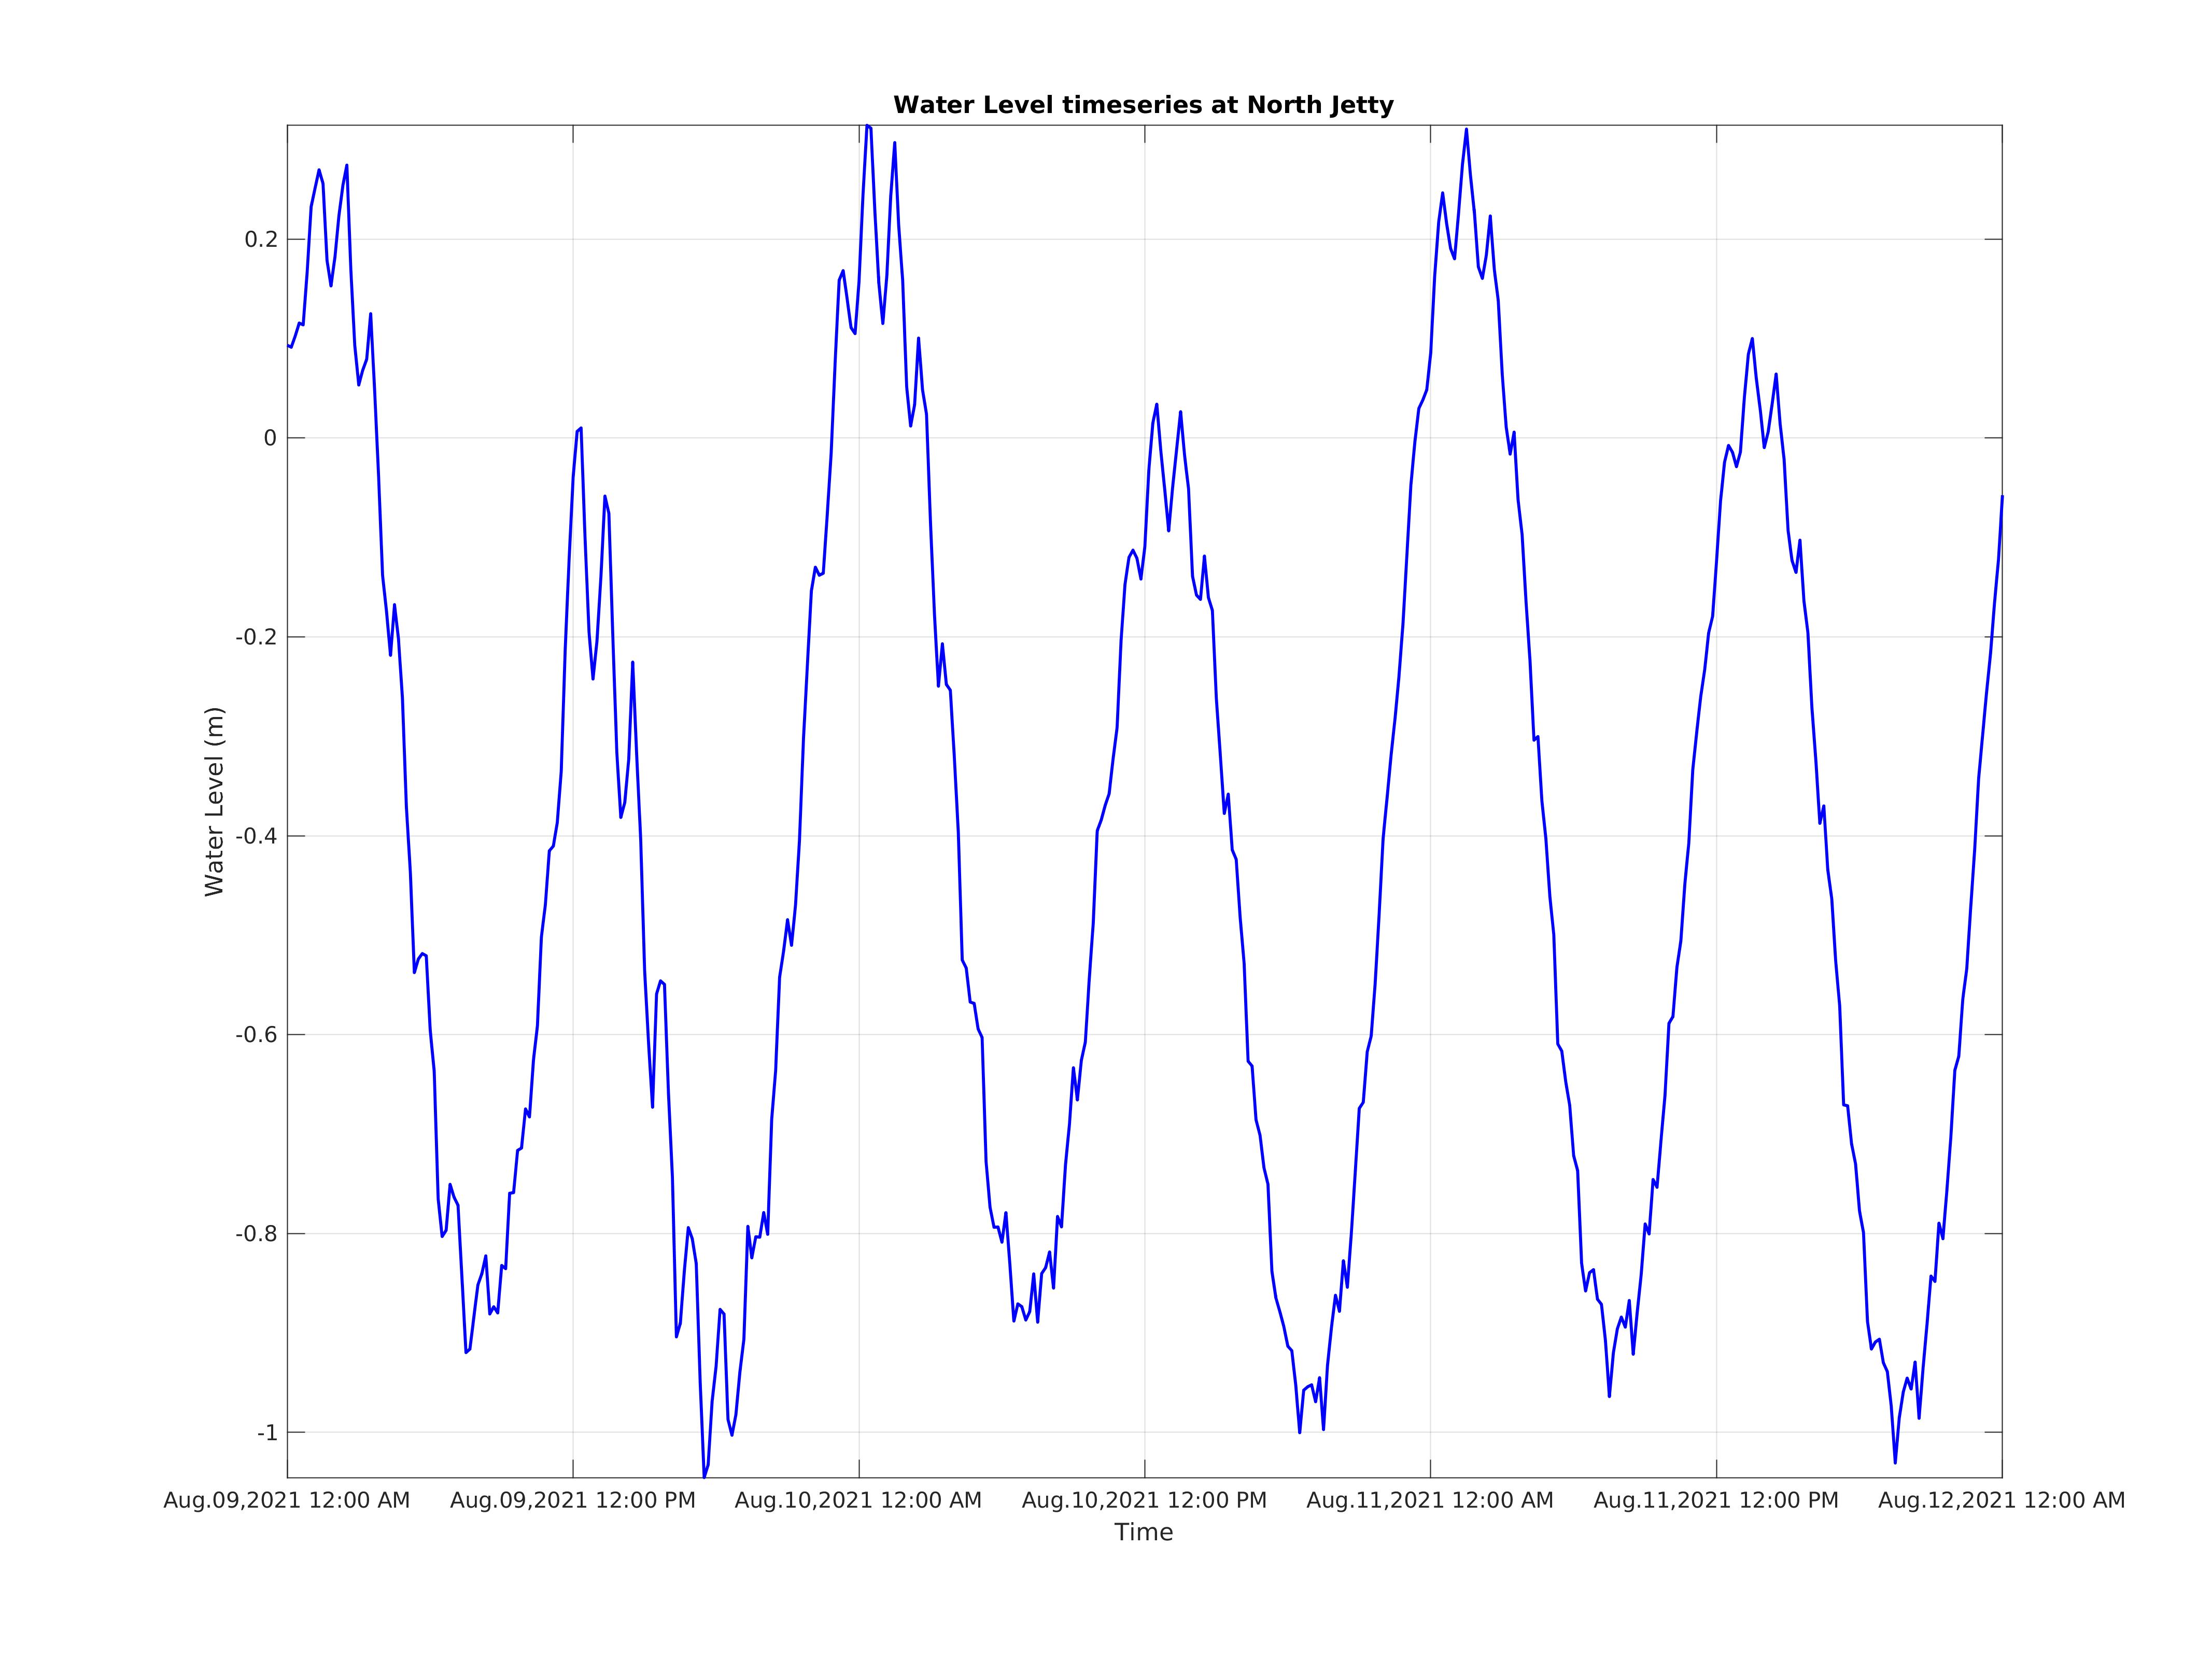 Water Level timeseries at North Jetty
0.2
0
-0.2
-0.4
-0.6
-0.8
-1
Water Level (m)
Aug.09,2021 12:00 AM
Aug.09,2021 12:00 PM
Aug.10,2021 12:00 AM
Aug.10,2021 12:00 PM
Aug.11,2021 12:00 AM
Aug.11,2021 12:00 PM
Aug.12,2021 12:00 AM
Time